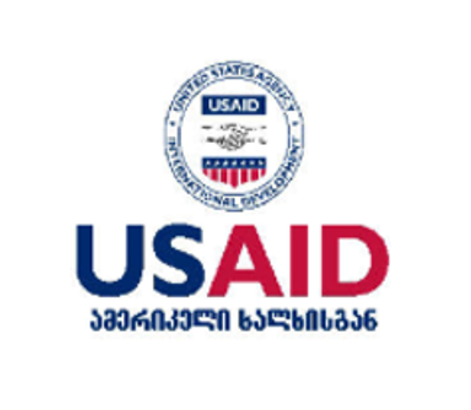 UNITED STATES AGENCY
USAID
INTERNATIONAL DEVELOPMENT
USAID
ამერიკელი ხალხისგან